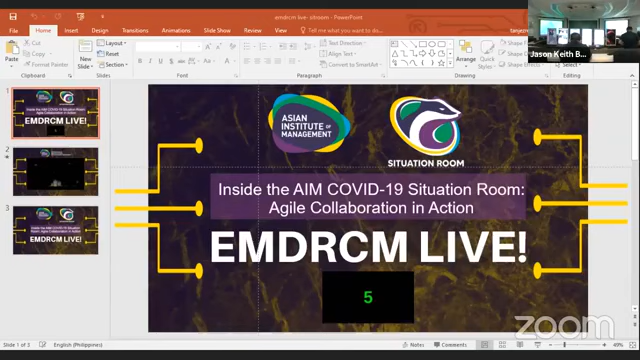 emdrcm live- sitroom - PowerPoint
File
Home
Insert
Design
Transitions
Animations
Slide Show
Review
View
Tell me what you want to do...
Paste
Cut
Copy
Format Painter
Clipboard
New Slide
Layout
Reset
Section
Slides
Font
Text Direction
Align Text
Convert to SmartArt
Paragraph
Arrange
Quick Styles
Drawing
Select
Editing
Jason Keith B...
1
2
3
ASIAN
INSTITUTE OF
MANAGEMENT
SITUATION ROOM
Inside the AIM COVID-19 Situation Room:
Agile Collaboration in Action
EMDRCM LIVE!
5
Slide 1 of 3
English (Philippines)
Notes
Comments
49%
zoom